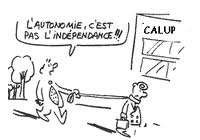 L'AUTONOMIE, C'EST
PAS L'INDÉPENDANCE!!!
CALUP